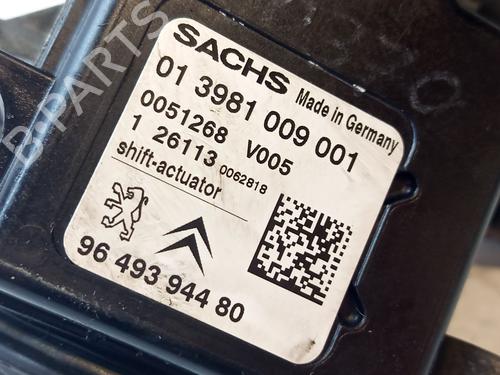 SACHS Made in Germany
01 3981 009 001
0051268 V005
1 26113 0062818
shift-actuator
96 493 944 80
B-PARTS